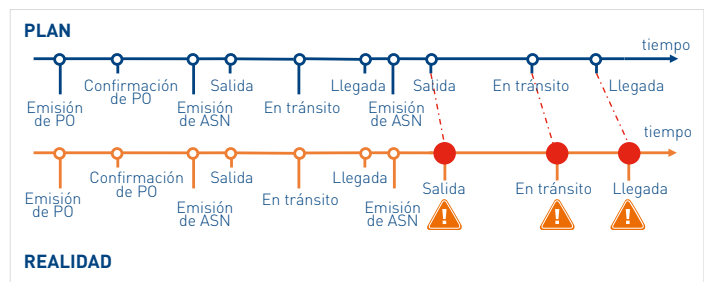 PLAN
tiempo
Emisión
de PO
Confirmación
de PO
Emisión
de ASN
Salida
En tránsito
Llegada
Emisión
de ASN
Salida
En tránsito
Llegada
tiempo
Emisión
de PO
Confirmación
de PO
Emisión
de ASN
Salida
En tránsito
Llegada
Emisión
de ASN
Salida
En tránsito
Llegada
!
!
!
REALIDAD